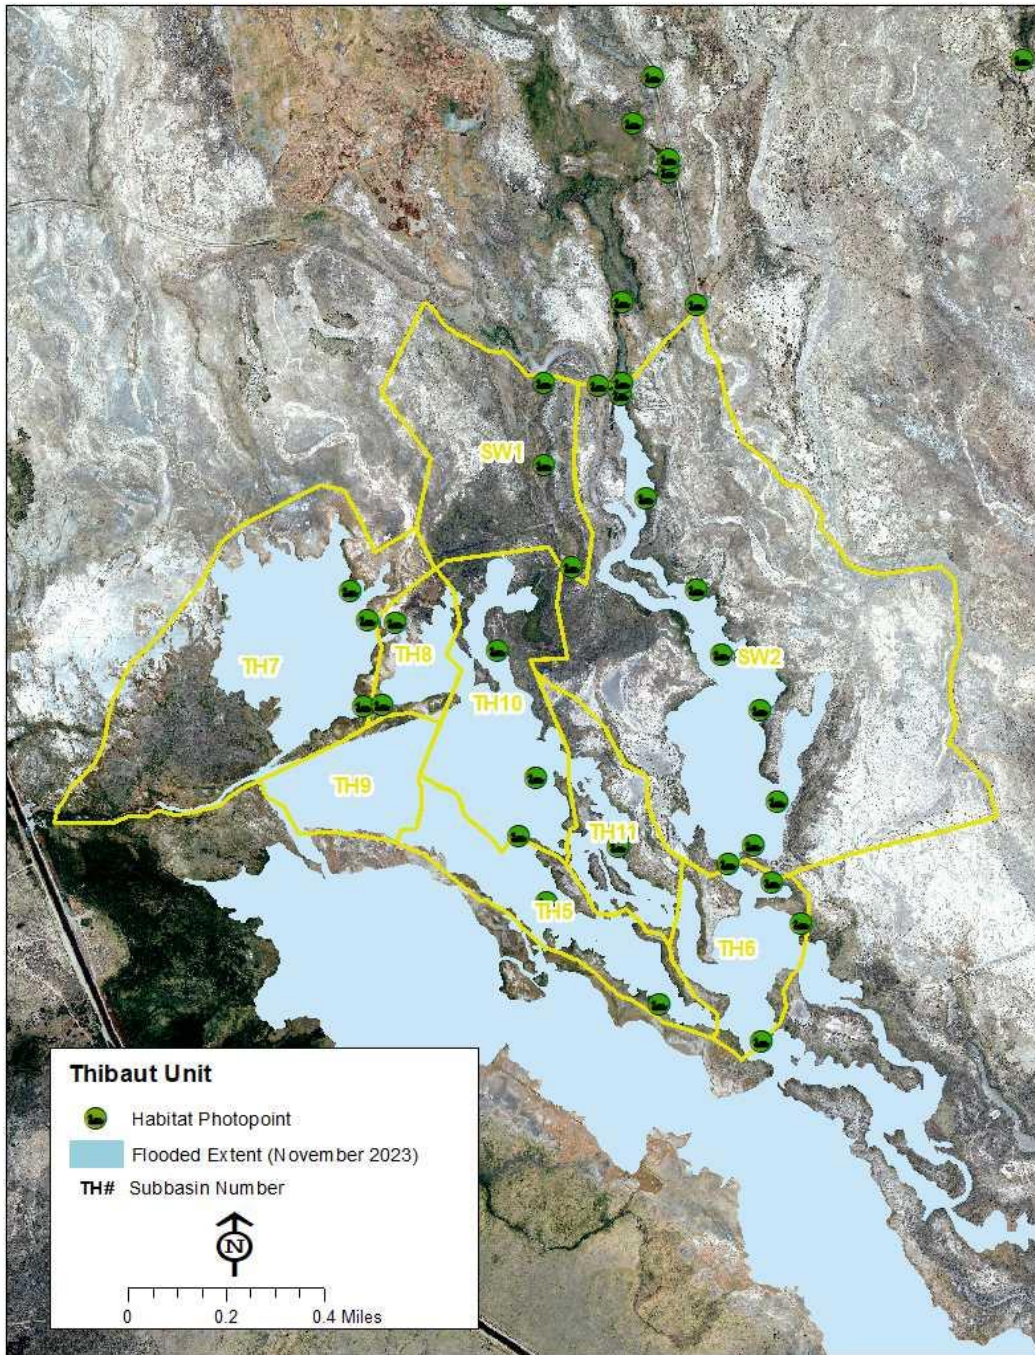 SW1
SW2
TH7
TH8
TH10
TH9
TH11
TH5
TH6
Thibaut Unit
Habitat Photopoint
Flooded Extent (November 2023)
TH# Subbasin Number
N
0 0.2 0.4 Miles